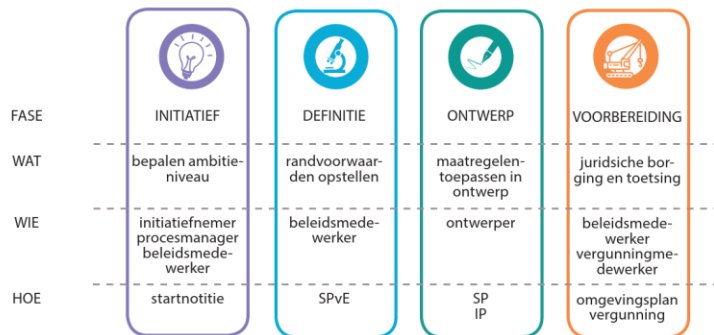 FASE INITIATIEF DEFINITIE ONTWERP VOORBEREIDING
WAT bepalen ambitie- randvoorwaar- maatregelen- juridsiche bor-
niveau den opstellen toepassen in ging en toetsing
ontwerp
WIE initiatiefnemer beleidsmede- ontwerper beleidsmede-
procesmanager werker werker
beleidsmede- vergunningme-
werker dewerker
HOE startnotitie SPvE SP omgevingsplan
IP vergunning